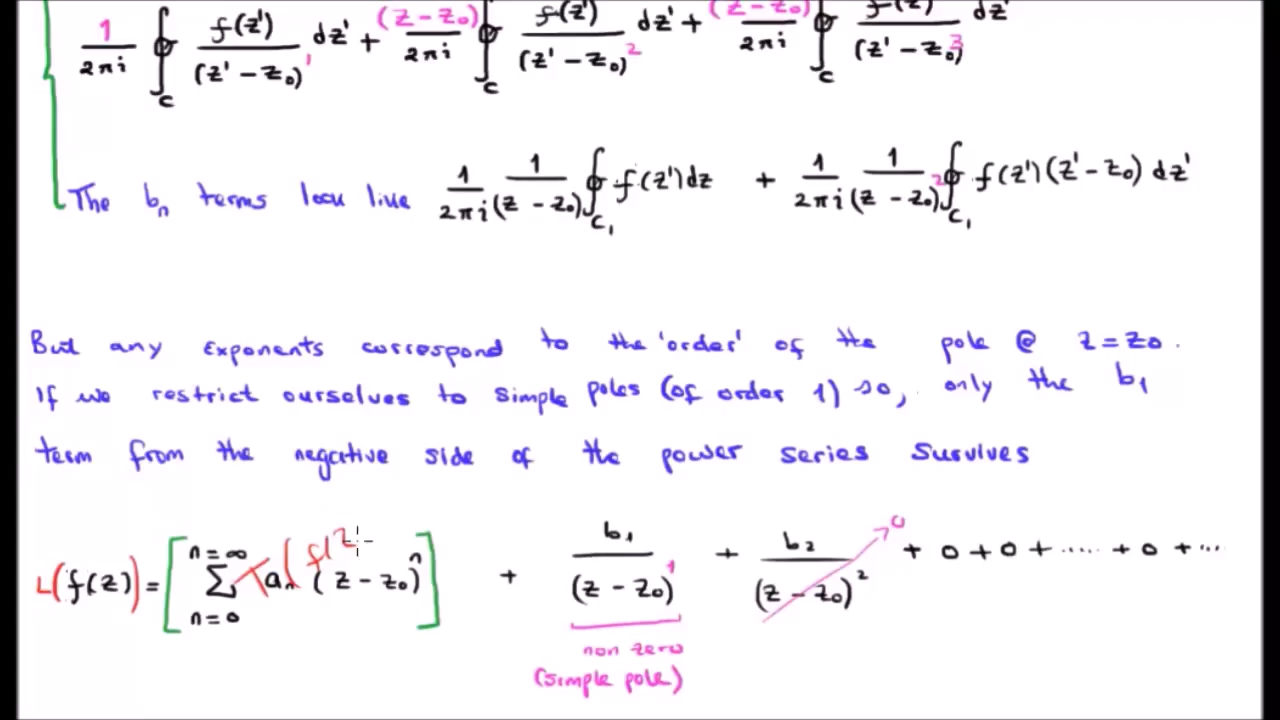 1/2πi ∮_C f(z')/(z' - z₀)¹ dz' + (z - z₀)/2πi ∮_C f(z')/(z' - z₀)² dz' + (z - z₀)/2πi ∮_C f(z')/(z' - z₀)³ dz'
The bₙ terms look live 1/2πi 1/(z - z₀) ∮_C₁ f(z')dz + 1/2πi 1/(z - z₀)² ∮_C₁ f(z')(z' - z₀) dz'
But any exponents correspond to the 'order' of the pole @ z = z₀.
If we restrict ourselves to simple poles (of order 1) so, only the b₁
term from the negative side of the power series survives
L(f(z)) = [ Σ_{n=0}^{n=∞} T aₙ (f(z (z - z₀)ⁿ ] + b₁/(z - z₀)¹ + b₂/(z - z₀)² 0 + 0 + 0 + ..... + 0 + ...
non zero
(simple pole)